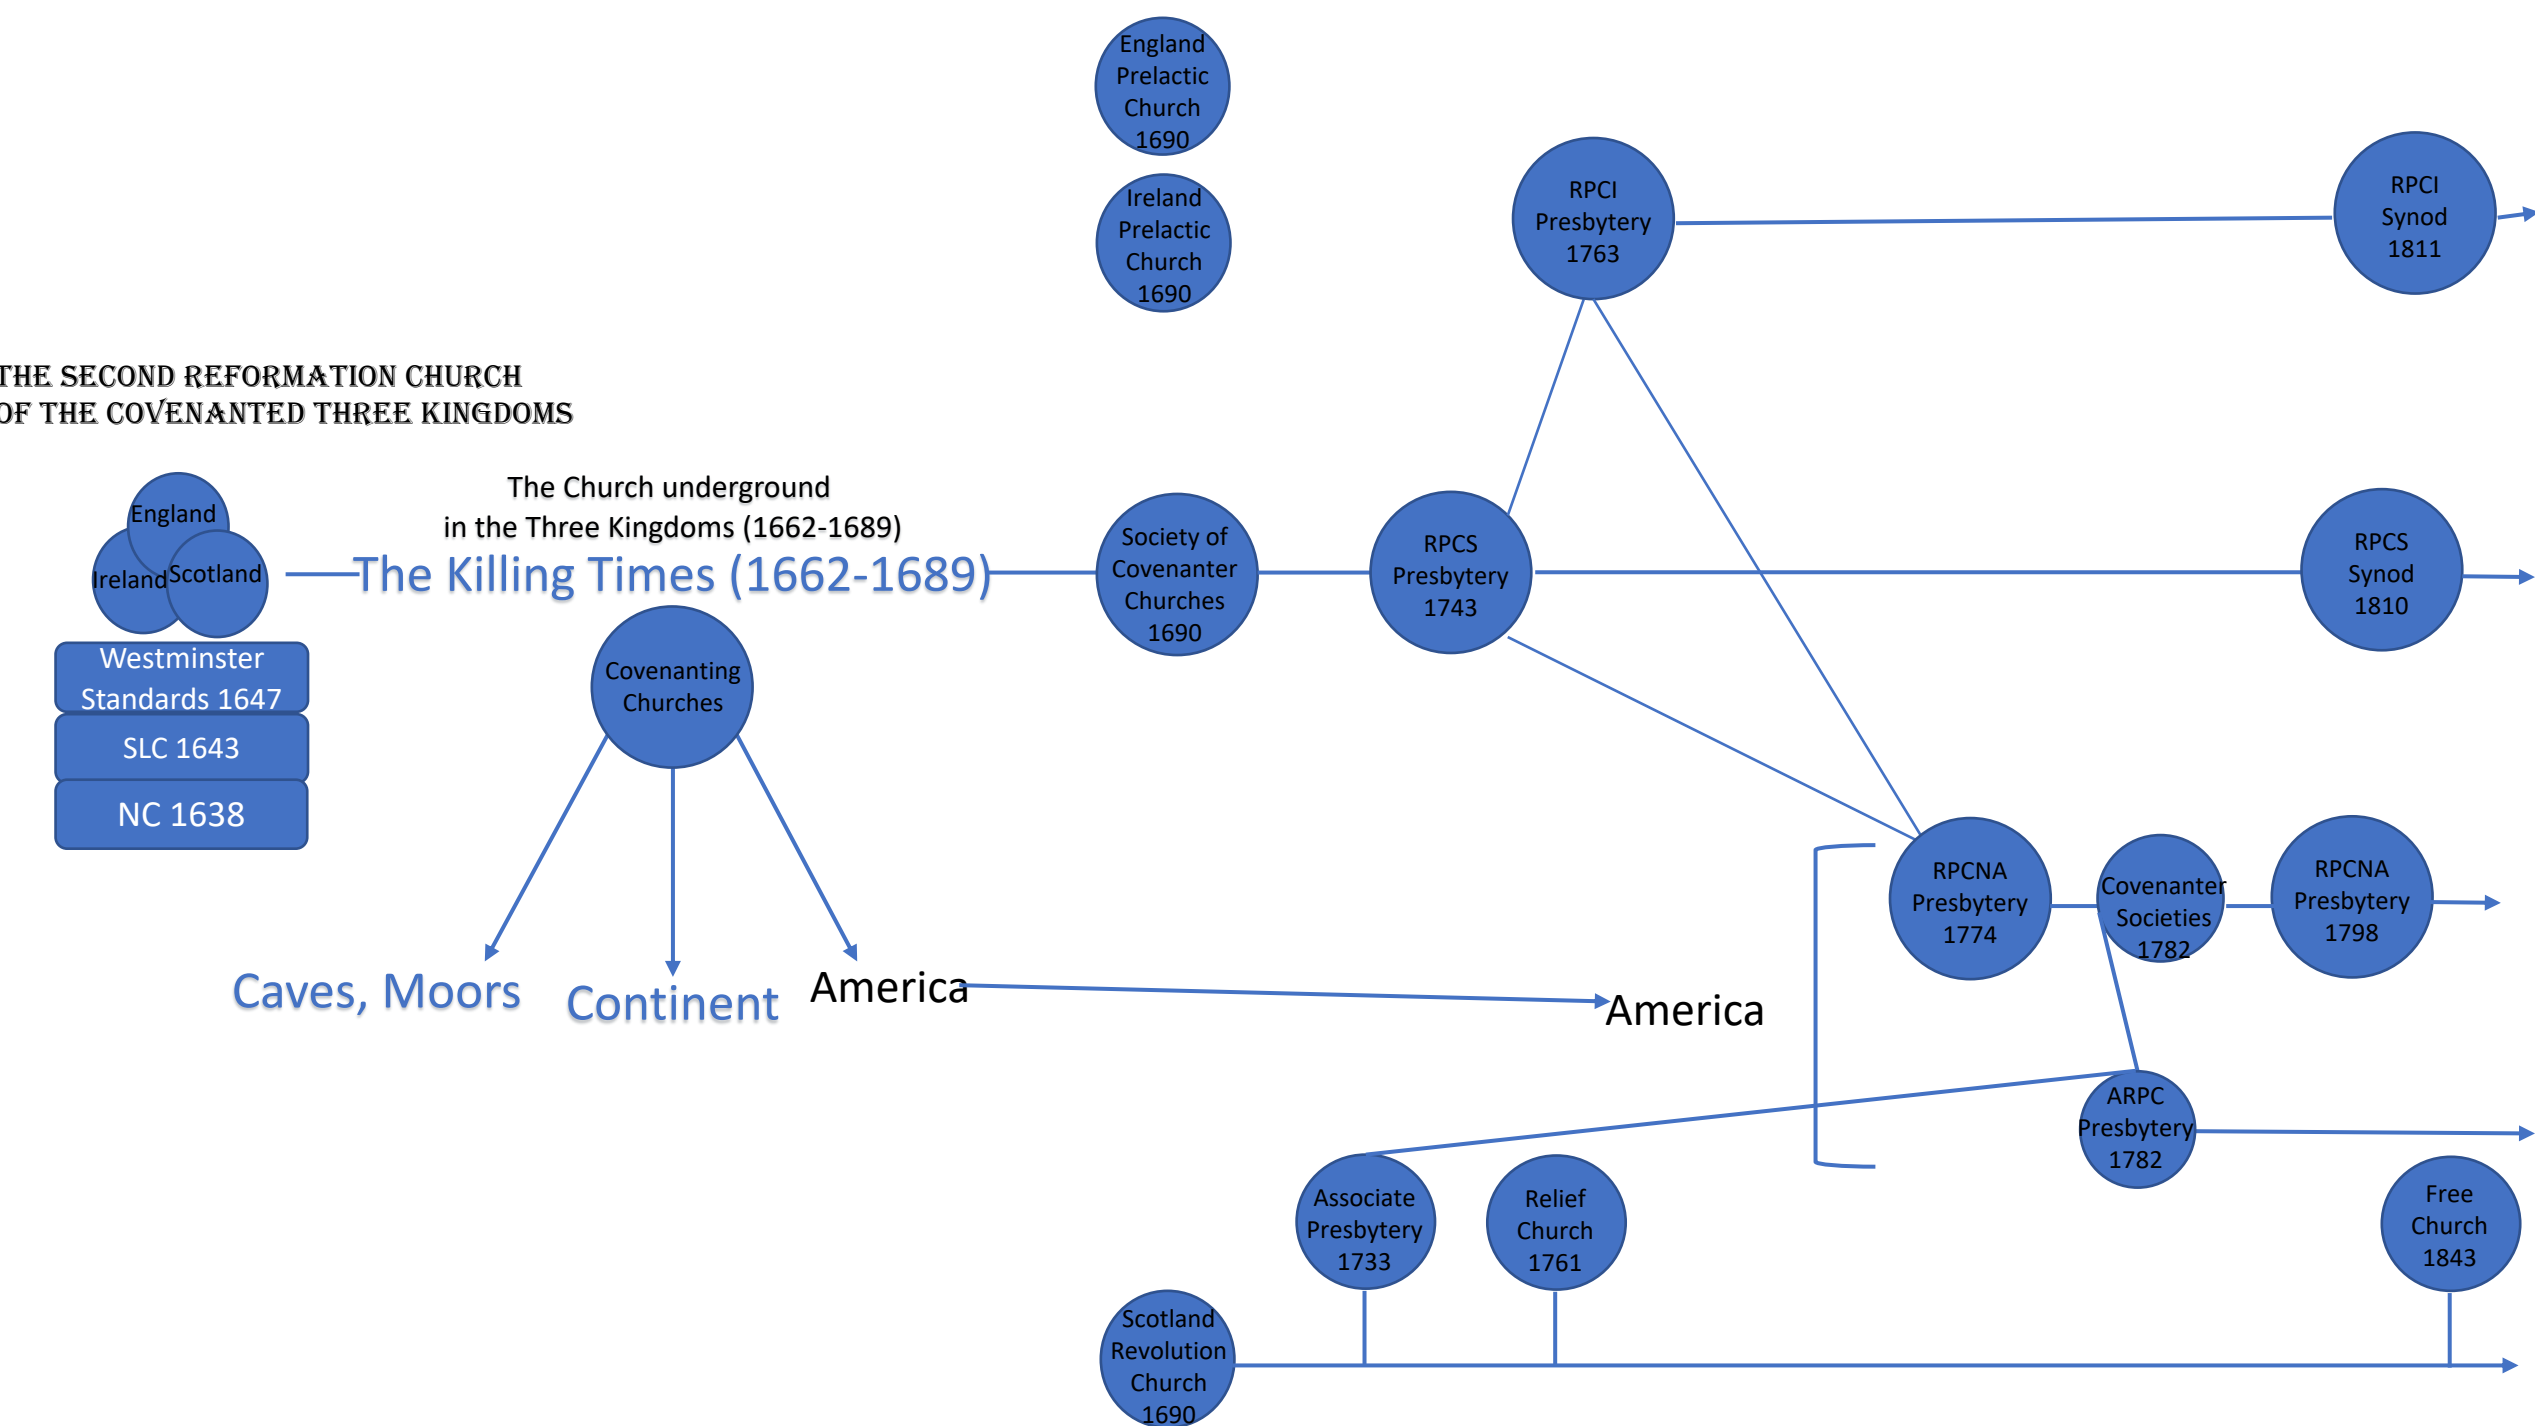 England
Prelactic
Church
1690
Ireland
Prelactic
Church
1690
RPCI
Presbytery
1763
RPCI
Synod
1811
THE SECOND REFORMATION CHURCH
OF THE COVENANTED THREE KINGDOMS
England
Ireland
Scotland
The Church underground
in the Three Kingdoms (1662-1689)
The Killing Times (1662-1689)
Society of
Covenanter
Churches
1690
RPCS
Presbytery
1743
RPCS
Synod
1810
Westminster
Standards 1647
SLC 1643
NC 1638
Covenanting
Churches
Caves, Moors
Continent
America
America
RPCNA
Presbytery
1774
Covenanter
Societies
1782
RPCNA
Presbytery
1798
ARPC
Presbytery
1782
Associate
Presbytery
1733
Relief
Church
1761
Free
Church
1843
Scotland
Revolution
Church
1690